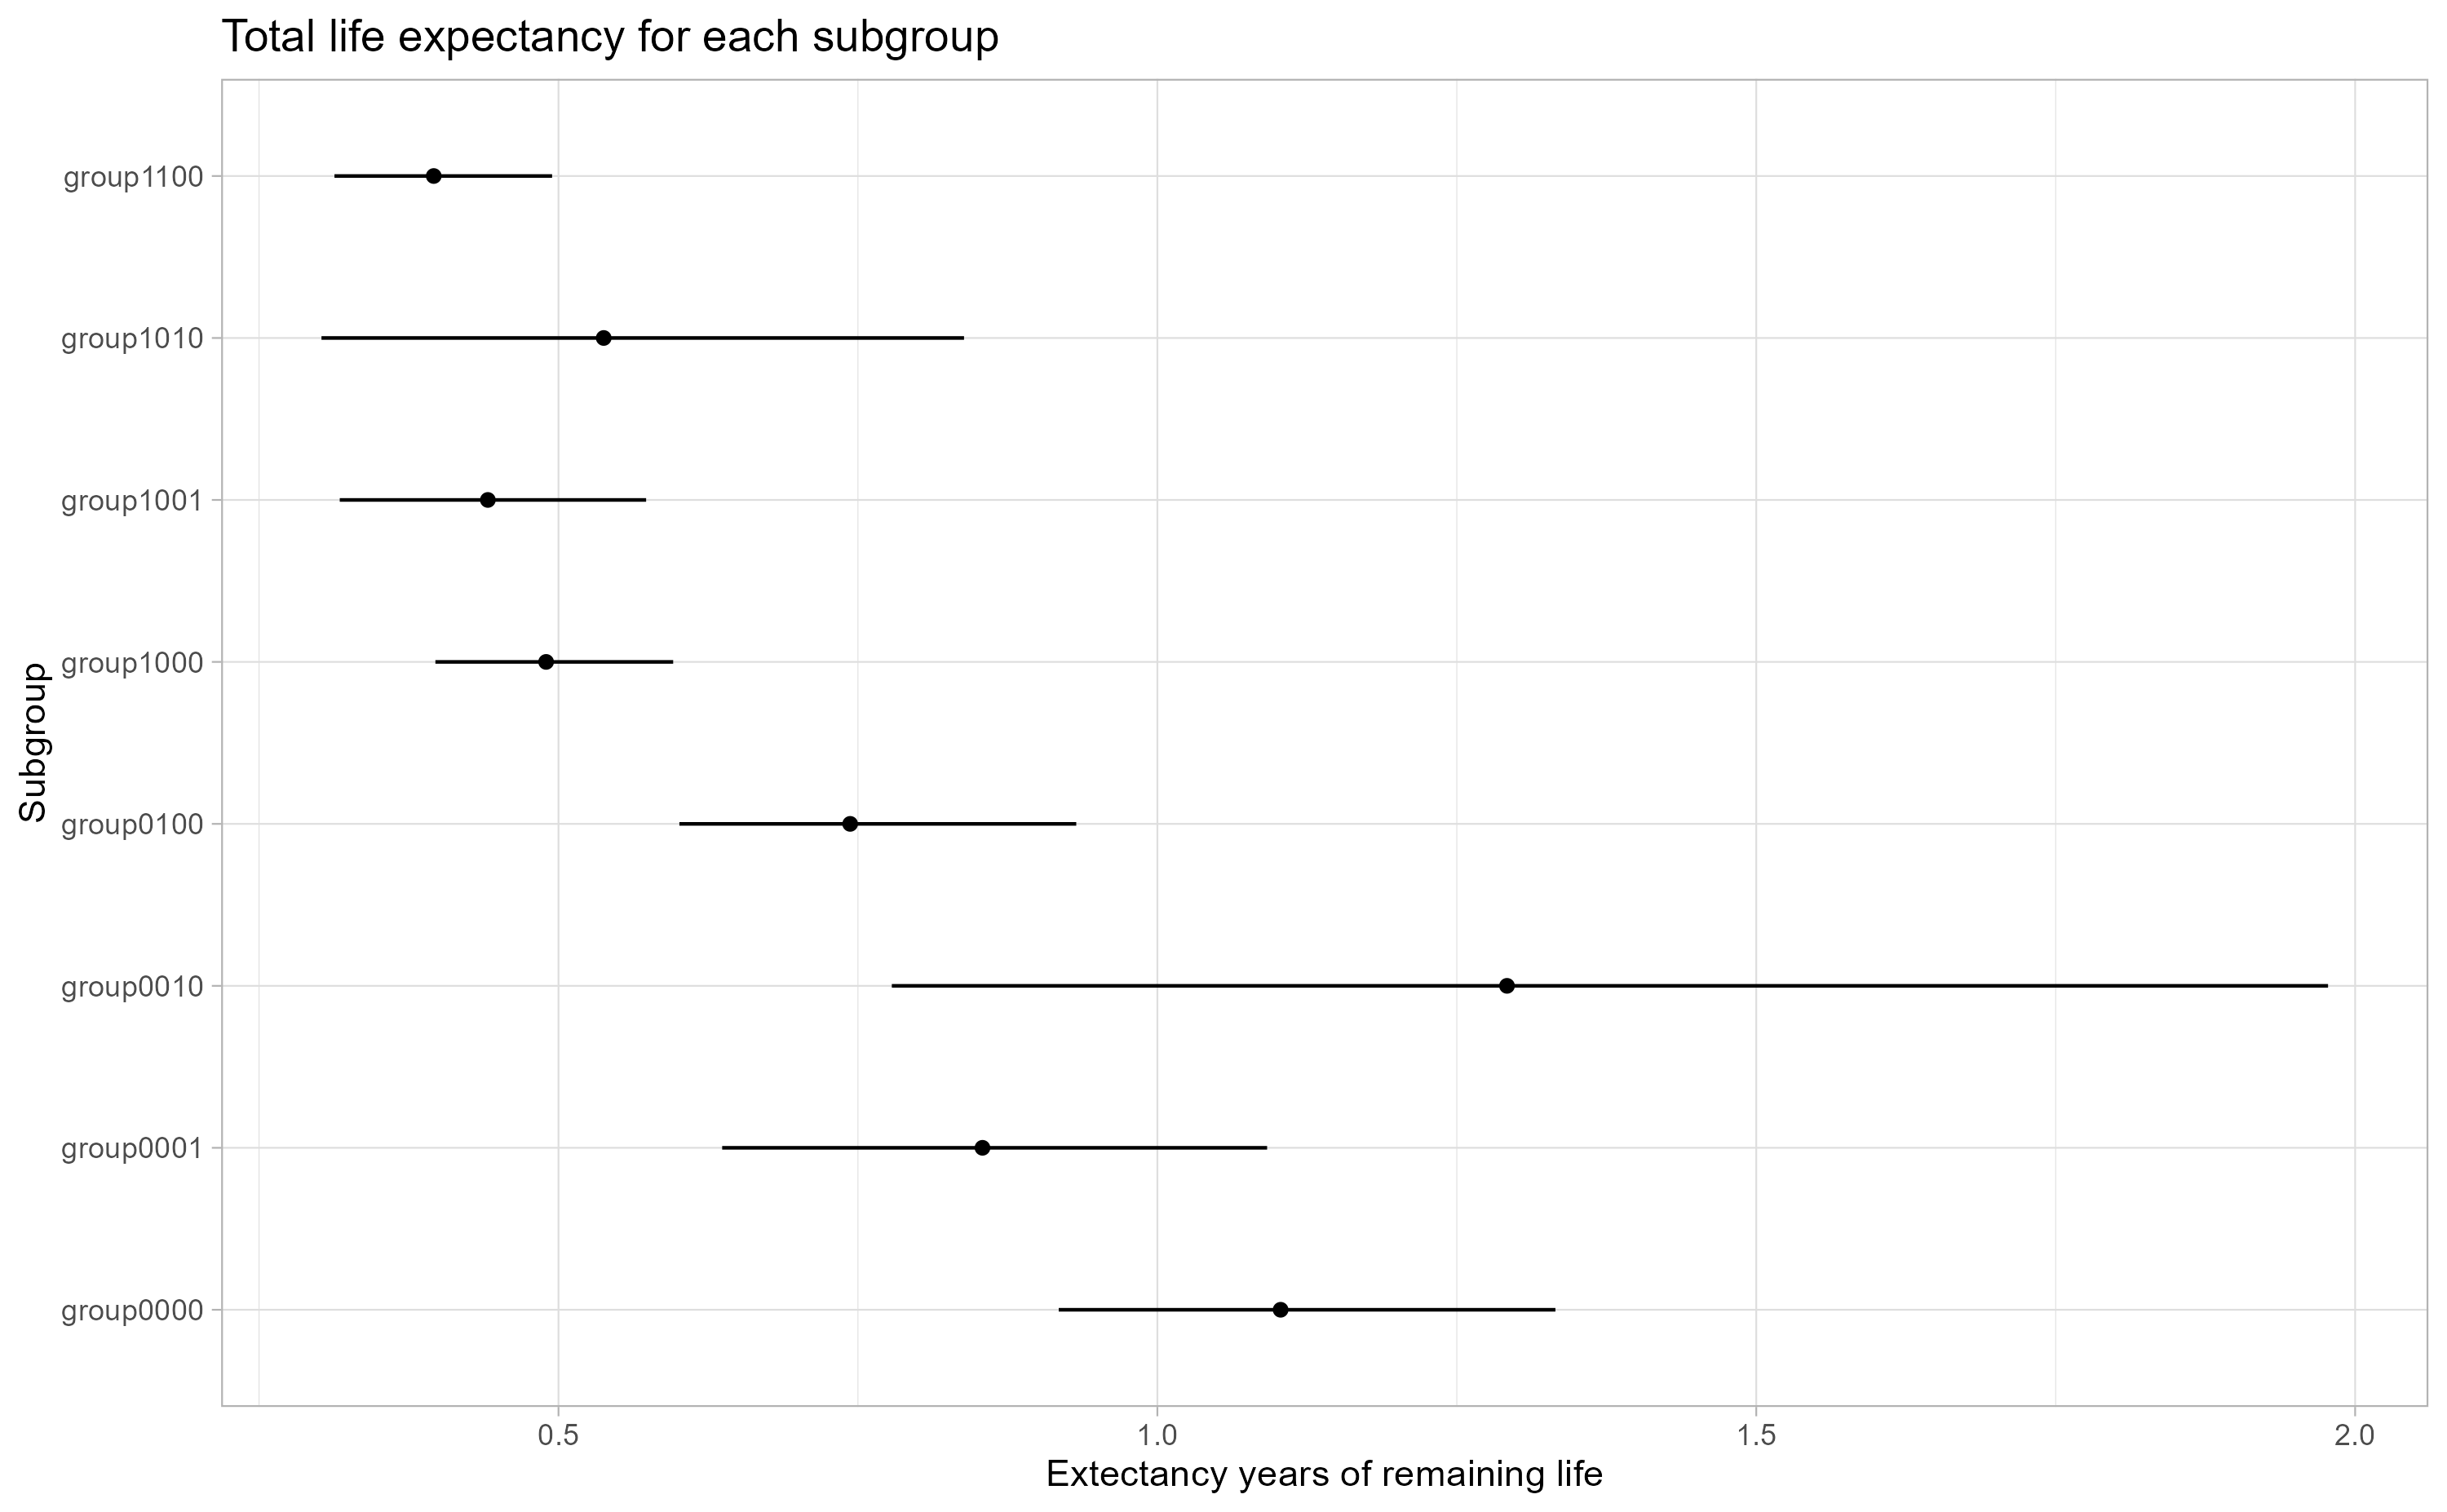 Total life expectancy for each subgroup
Subgroup
group1100
group1010
group1001
group1000
group0100
group0010
group0001
group0000
0.5
1.0
1.5
2.0
Extectancy years of remaining life